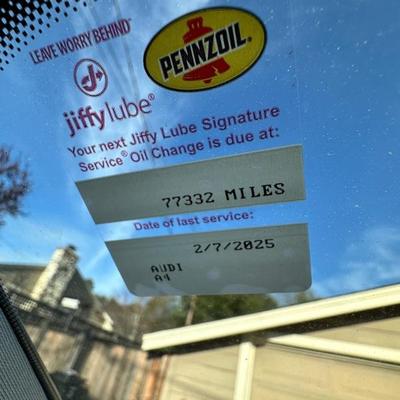 LEAVE WORRY BEHIND
PENNZOIL®
jiffy lube®
Your next Jiffy Lube Signature
Service® Oil Change is due at:
77332 MILES
Date of last service:
2/7/2025
AUDI
A4